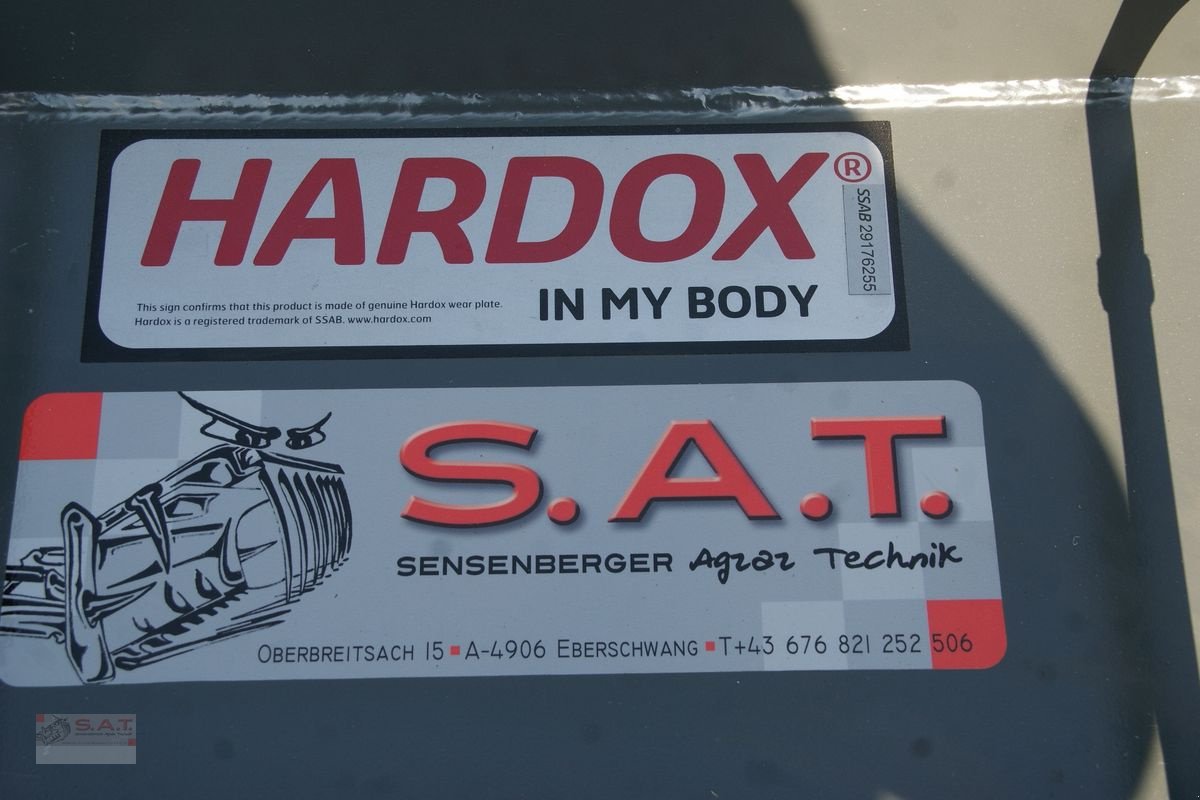 HARDOX®
SSAB 29176255
IN MY BODY
This sign confirms that this product is made of genuine Hardox wear plate.
Hardox is a registered trademark of SSAB. www.hardox.com
S.A.T.
SENSENBERGER Agrar Technik
OBERBREITSACH 15 ▪ A-4906 EBERSCHWANG ▪ T+43 676 821 252 506
S.A.T.